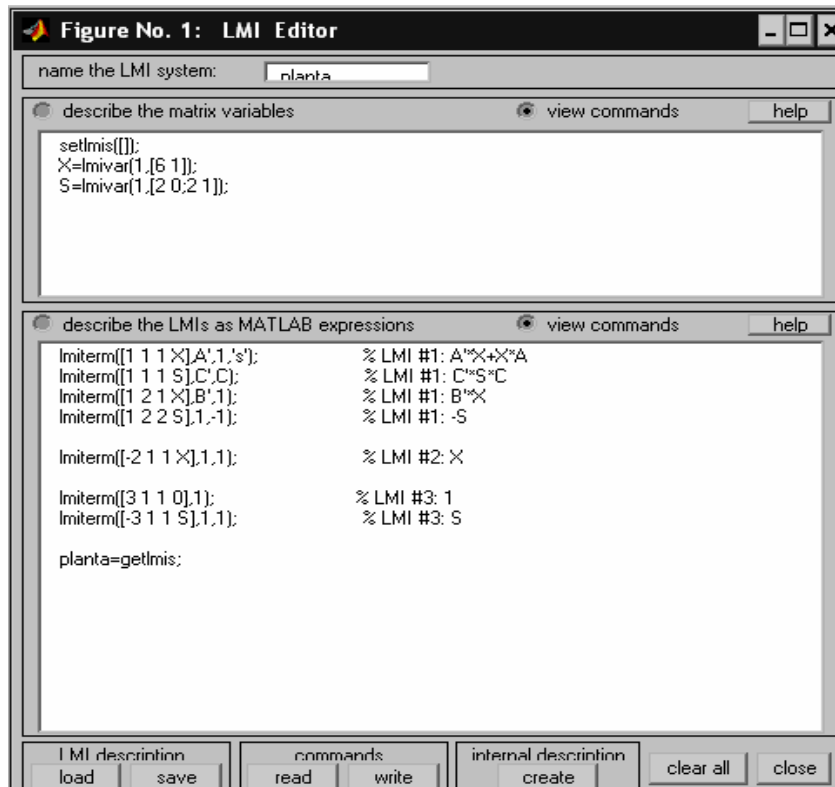 Figure No. 1: LMI Editor
name the LMI system: planta
describe the matrix variables view commands help
setlmis([]);
X=lmivar(1,[6 1]);
S=lmivar(1,[2 0;2 1]);
describe the LMIs as MATLAB expressions view commands help
lmiterm([1 1 1 X],A',1,'s'); % LMI #1: A'*X+X*A
lmiterm([1 1 1 S],C',C); % LMI #1: C'*S*C
lmiterm([1 2 1 X],B',1); % LMI #1: B'*X
lmiterm([1 2 2 S],1,-1); % LMI #1: -S
lmiterm([-2 1 1 X],1,1); % LMI #2: X
lmiterm([3 1 1 0],1); % LMI #3: 1
lmiterm([-3 1 1 S],1,1); % LMI #3: S
planta=getlmis;
LMI description commands internal description
load save read write create clear all close